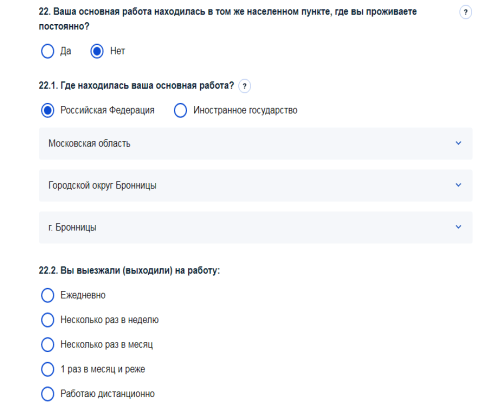 22. Ваша основная работа находилась в том же населенном пункте, где вы проживаете
постоянно?
?
Да
Нет
22.1. Где находилась ваша основная работа?
?
Российская Федерация
Иностранное государство
Московская область
Городской округ Бронницы
г. Бронницы
22.2. Вы выезжали (выходили) на работу:
Ежедневно
Несколько раз в неделю
Несколько раз в месяц
1 раз в месяц и реже
Работаю дистанционно